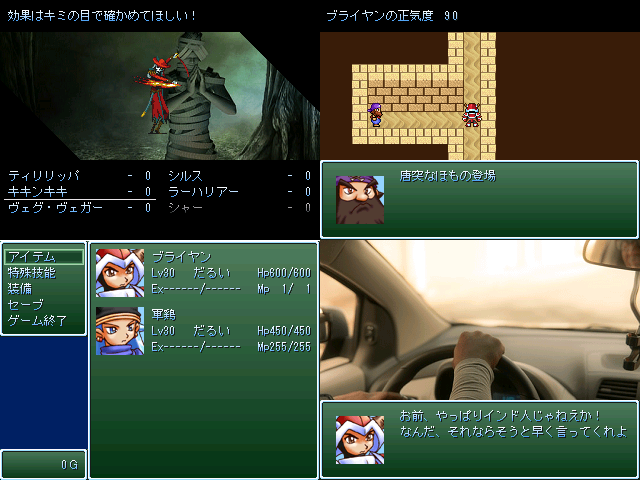 効果はキミの目で確かめてほしい！
ティリリッパ - 0 シルス - 0
キキンキキ - 0 ラーハリアー - 0
ヴェグ・ヴェガー - 0 シャー - 0
ブライヤンの正気度 90
唐突なほもの登場
アイテム
特殊技能
装備
セーブ
ゲーム終了
0G
ブライヤン
Lv30 だるい Hp600/600
Ex------/------ Mp 1/ 1
軍鶏
Lv30 だるい Hp450/450
Ex------/------ Mp255/255
お前、やっぱりインド人じゃねえか！
なんだ、それならそうと早く言ってくれよ